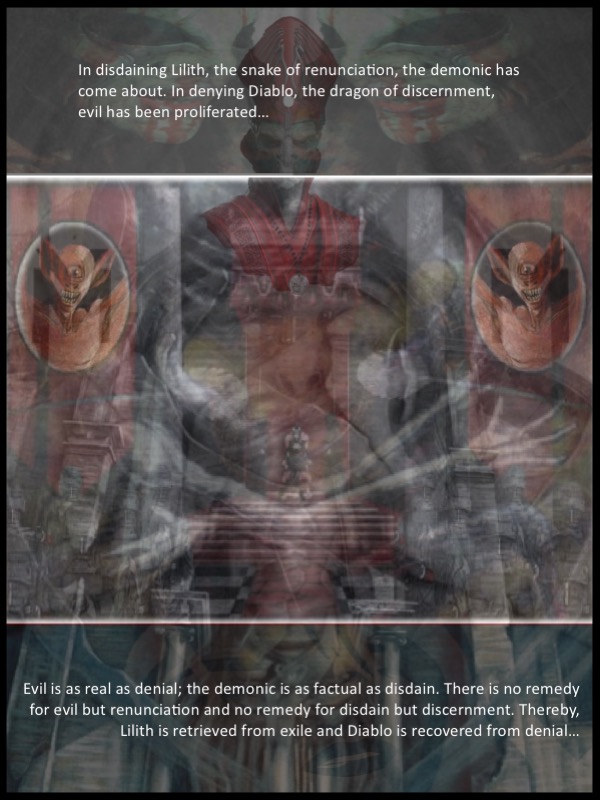 In disdaining Lilith, the snake of renunciation, the demonic has
come about. In denying Diablo, the dragon of discernment,
evil has been proliferated...
Evil is as real as denial; the demonic is as factual as disdain. There is no remedy
for evil but renunciation and no remedy for disdain but discernment. Thereby,
Lilith is retrieved from exile and Diablo is recovered from denial...